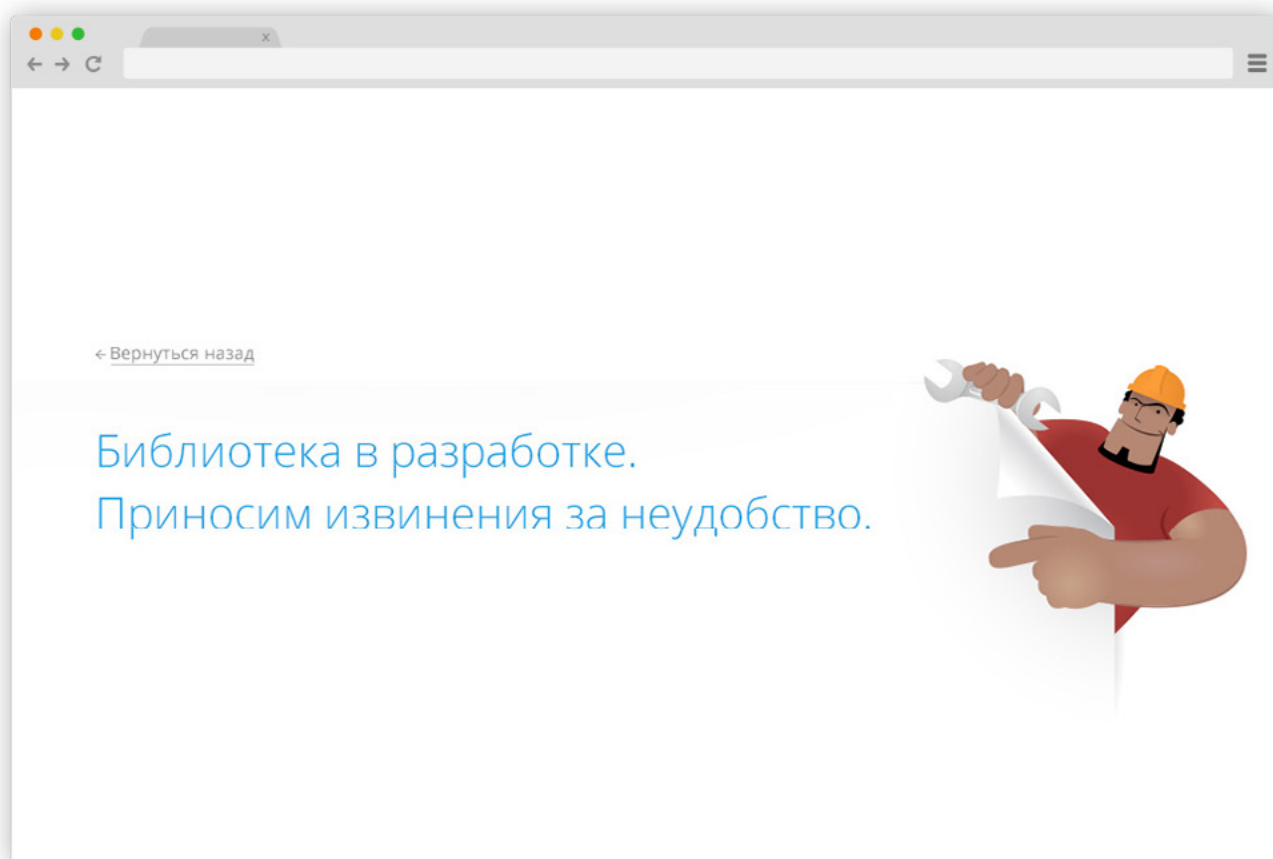 x
← Вернуться назад
Библиотека в разработке.
Приносим извинения за неудобство.